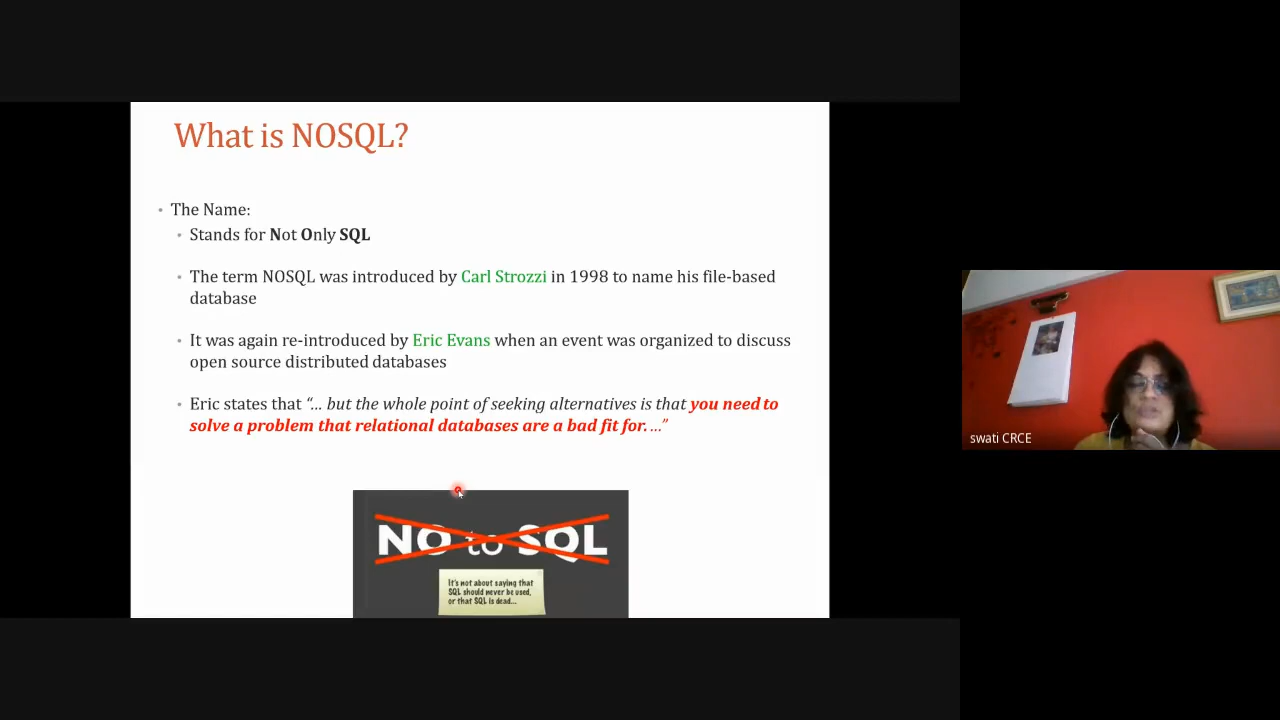 What is NOSQL?
• The Name:
• Stands for Not Only SQL
• The term NOSQL was introduced by Carl Strozzi in 1998 to name his file-based
database
• It was again re-introduced by Eric Evans when an event was organized to discuss
open source distributed databases
• Eric states that “… but the whole point of seeking alternatives is that you need to
solve a problem that relational databases are a bad fit for. …”
NO to SQL
It's not about saying that
SQL should never be used,
or that SQL is dead...
swati CRCE